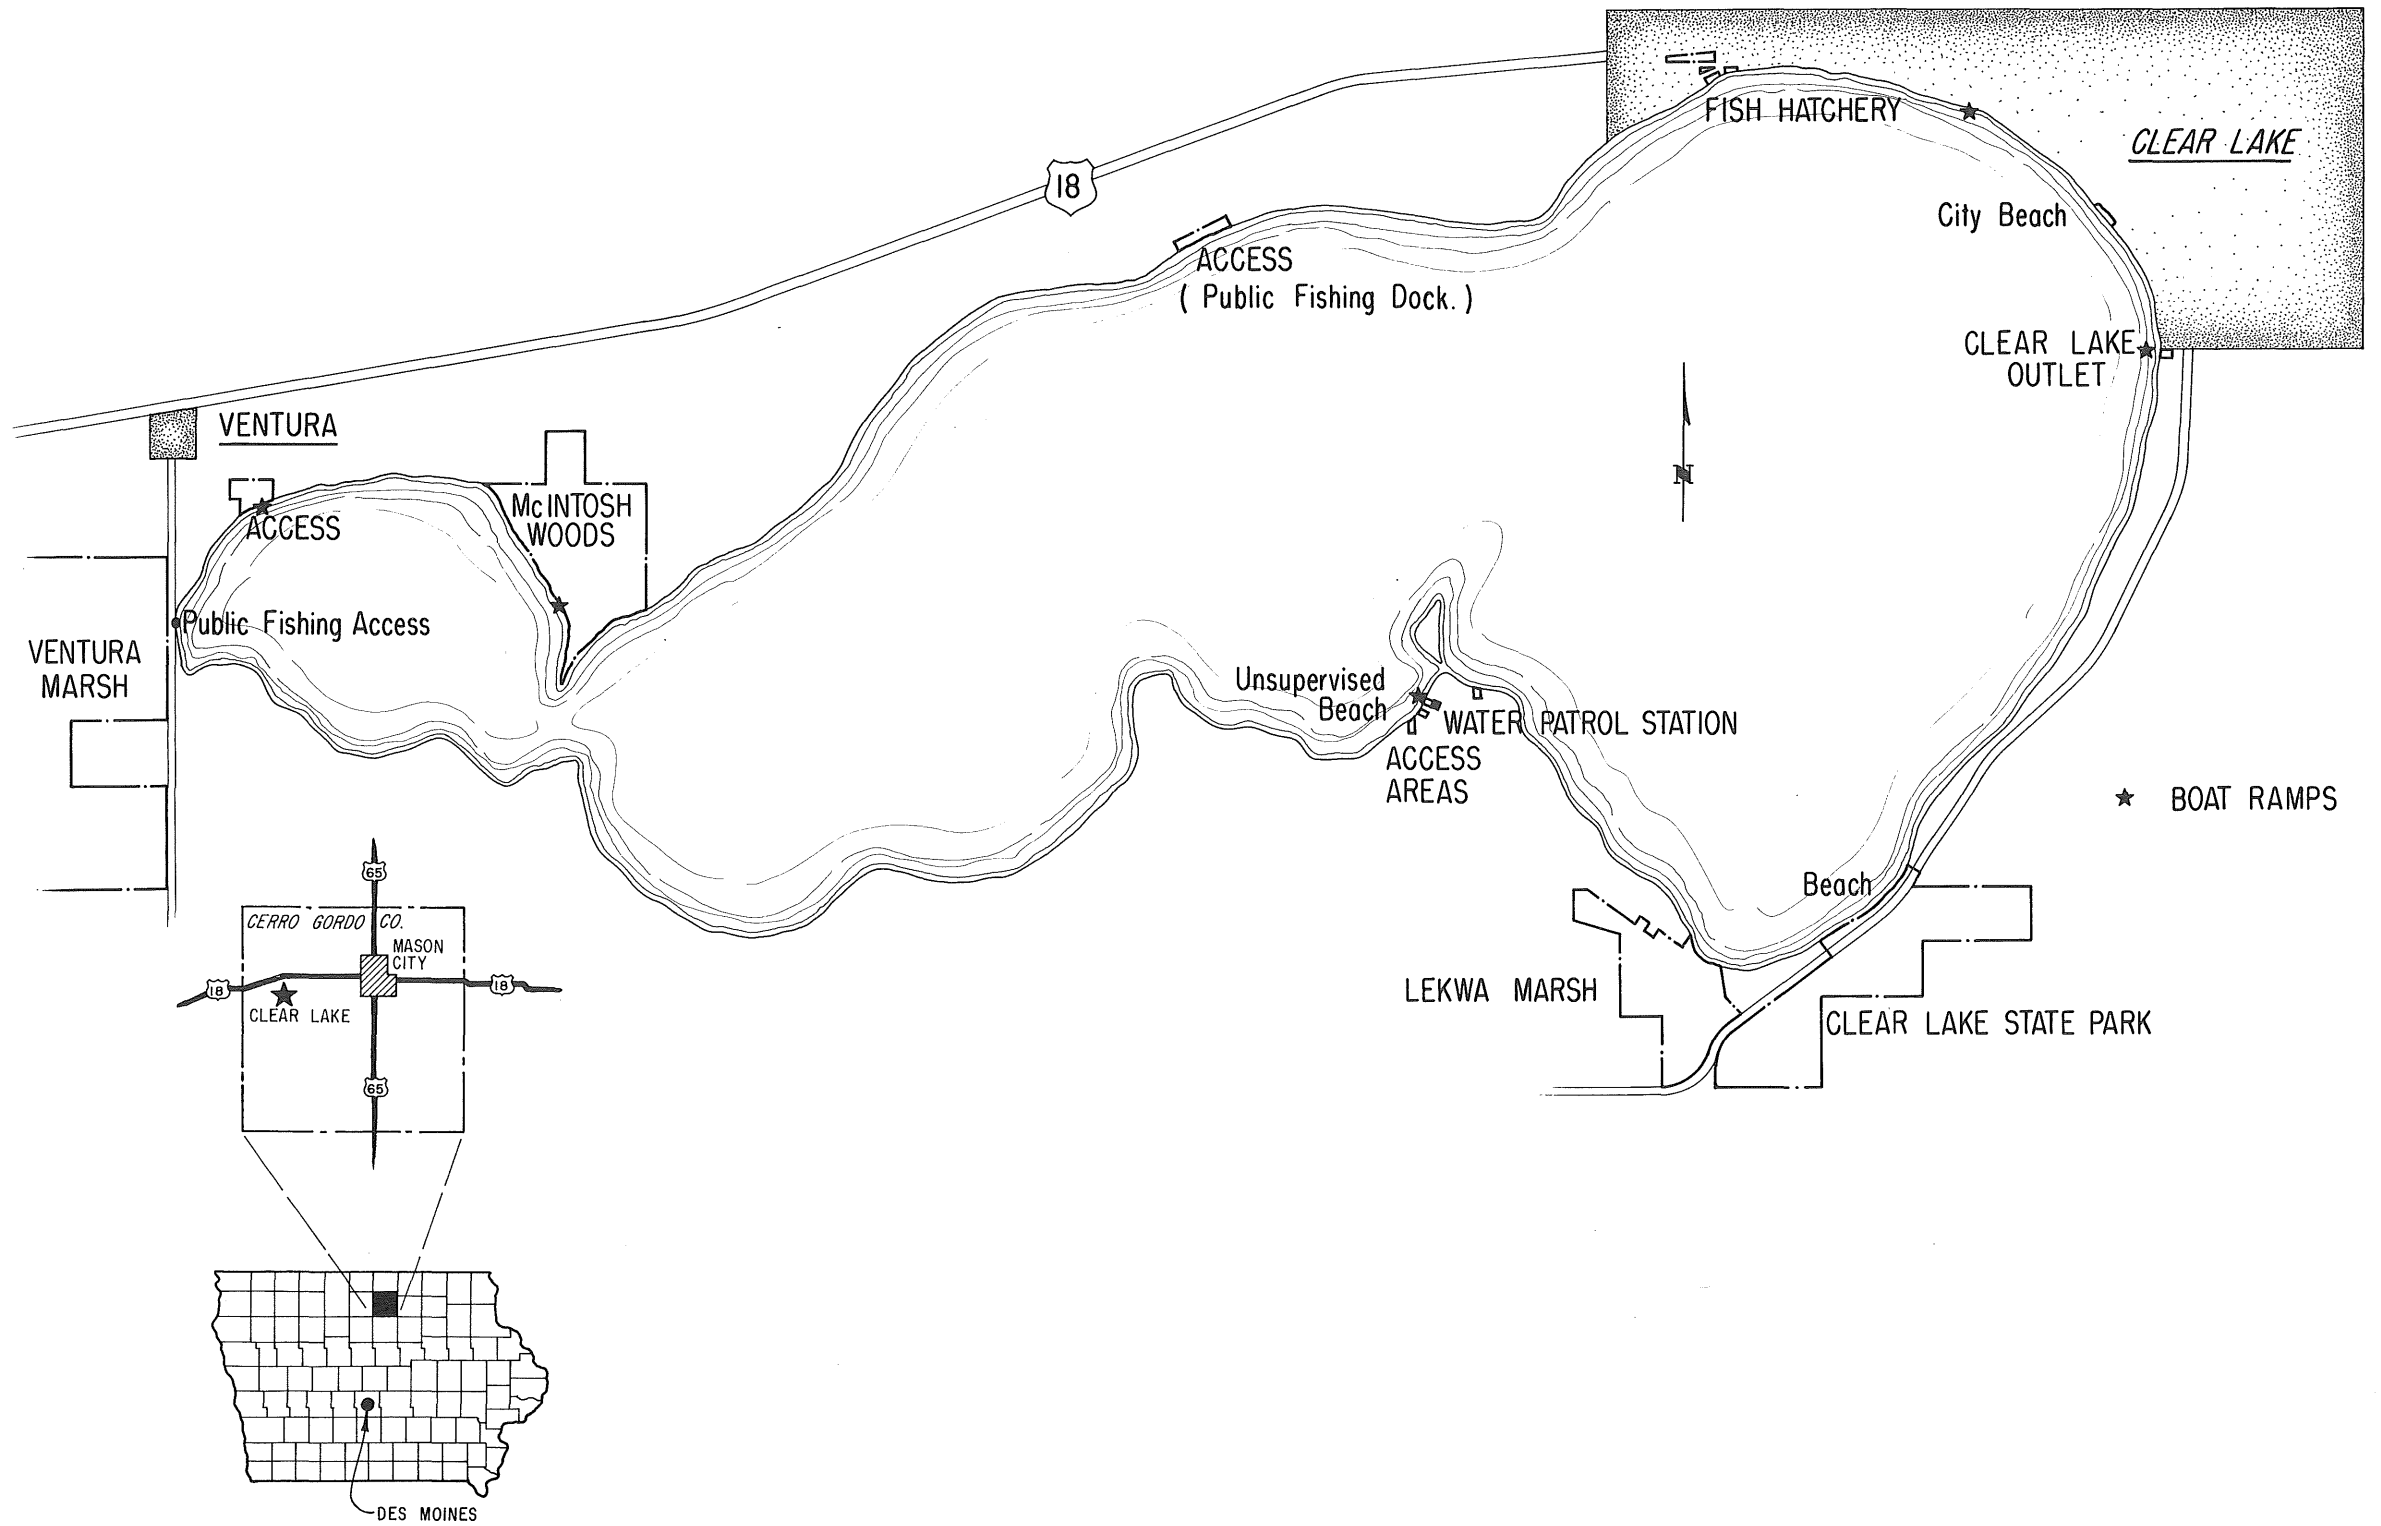 FISH HATCHERY
CLEAR LAKE
18
City Beach
ACCESS
( Public Fishing Dock. )
CLEAR LAKE
OUTLET
VENTURA
McINTOSH
WOODS
N
ACCESS
Public Fishing Access
VENTURA
MARSH
Unsupervised
Beach
WATER PATROL STATION
ACCESS
AREAS
BOAT RAMPS
Beach
LEKWA MARSH
CLEAR LAKE STATE PARK
65
CERRO GORDO CO.
MASON
CITY
18
18
CLEAR LAKE
65
DES MOINES